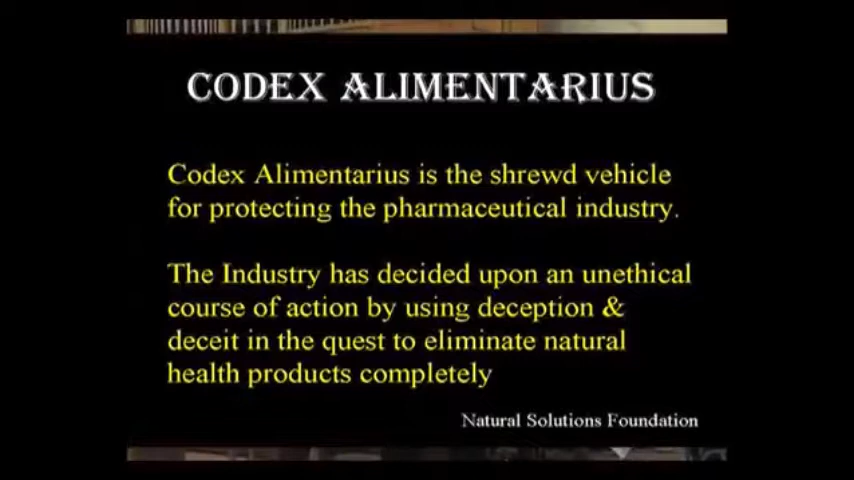 CODEX ALIMENTARIUS
Codex Alimentarius is the shrewd vehicle
for protecting the pharmaceutical industry.
The Industry has decided upon an unethical
course of action by using deception &
deceit in the quest to eliminate natural
health products completely
Natural Solutions Foundation